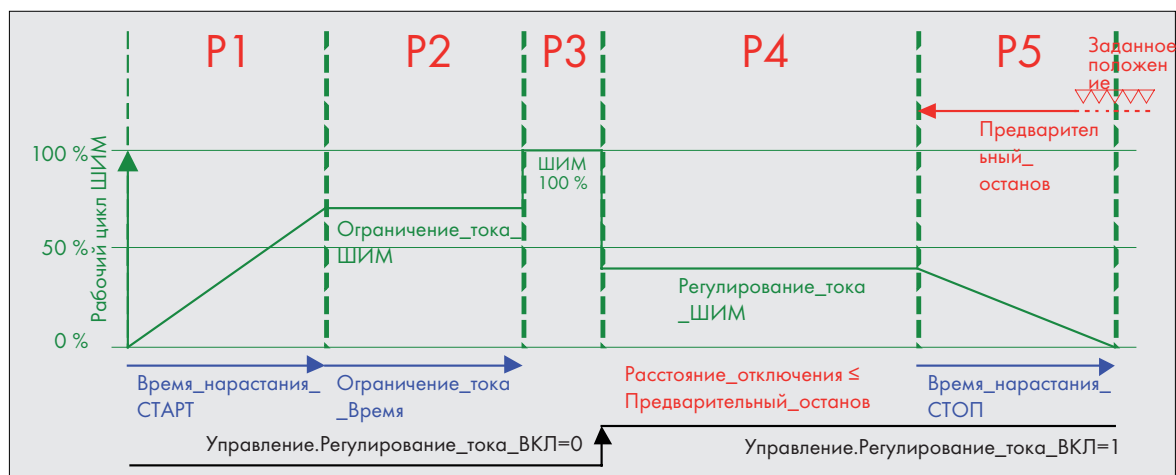 P1
P2
P3
P4
P5
Заданное
положен
ие
Предварител
ьный_
останов
Рабочий цикл ШИМ
100 %
50 %
0 %
ШИМ
100 %
Ограничение_тока_
ШИМ
Регулирование_тока
_ШИМ
Время_нарастания_
СТАРТ
Ограничение_тока
_Время
Расстояние_отключения ≤
Предварительный_останов
Время_нарастания_
СТОП
Управление.Регулирование_тока_ВКЛ=0
Управление.Регулирование_тока_ВКЛ=1